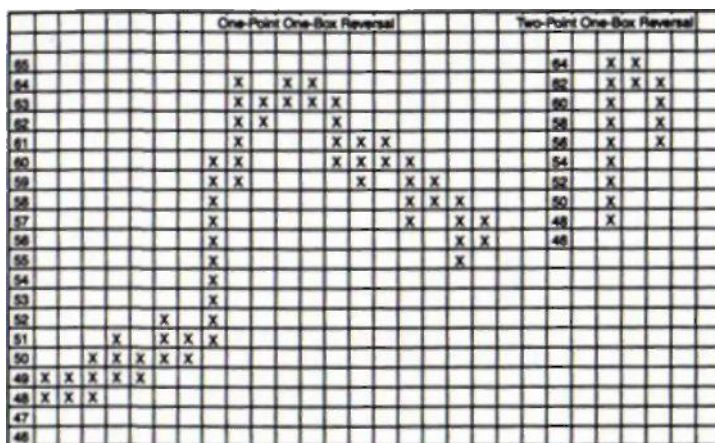 One-Point One-Box Reversal Two-Point One-Box Reversal
65 64 X X
64 X X X 62 X X X
63 X X X X X 60 X X
62 X X X 58 X X
61 X X X X 56 X X
60 X X X X X X 54 X
59 X X X X X 52 X
58 X X X X 50 X
57 X X X X 48 X
56 X X X 46
55 X X
54 X
53 X
52 X X
51 X X X X
50 X X X X X
49 X X X X X
48 X X X
47
46